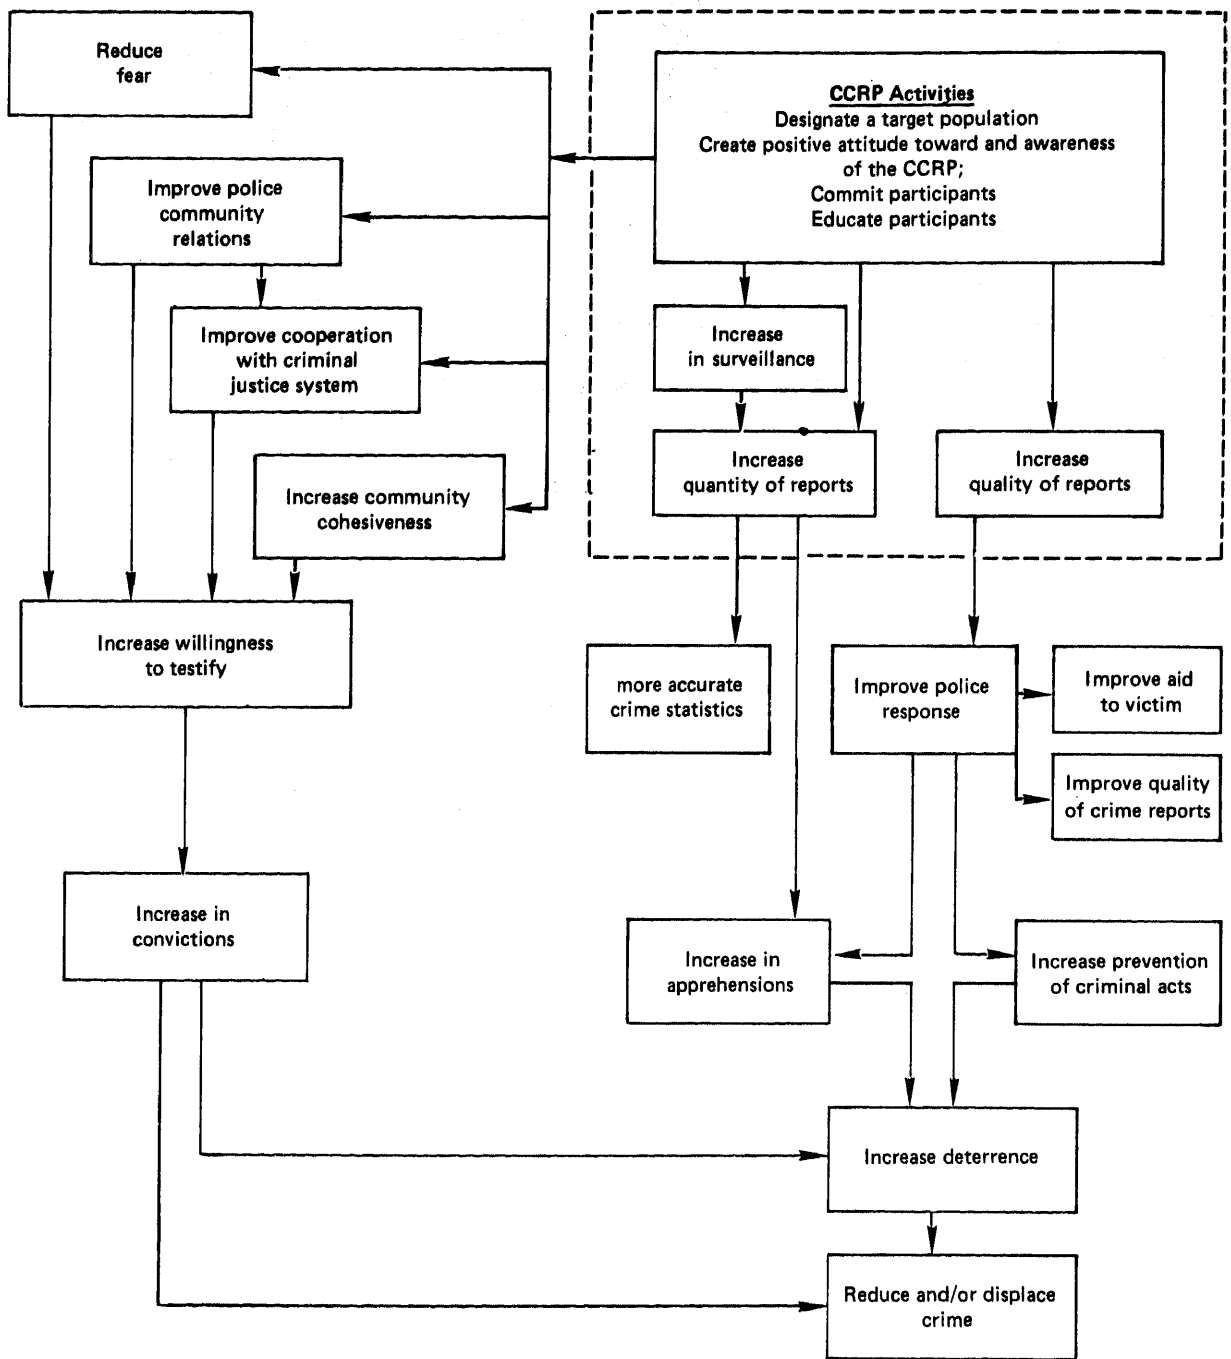 Reduce
fear
CCRP Activities
Designate a target population
Create positive attitude toward and awareness
of the CCRP;
Commit participants
Educate participants
Improve police
community
relations
Improve cooperation
with criminal
justice system
Increase
in surveillance
Increase community
cohesiveness
Increase
quantity of reports
Increase
quality of reports
Increase willingness
to testify
more accurate
crime statistics
Improve police
response
Improve aid
to victim
Improve quality
of crime reports
Increase in
convictions
Increase in
apprehensions
Increase prevention
of criminal acts
Increase deterrence
Reduce and/or displace
crime